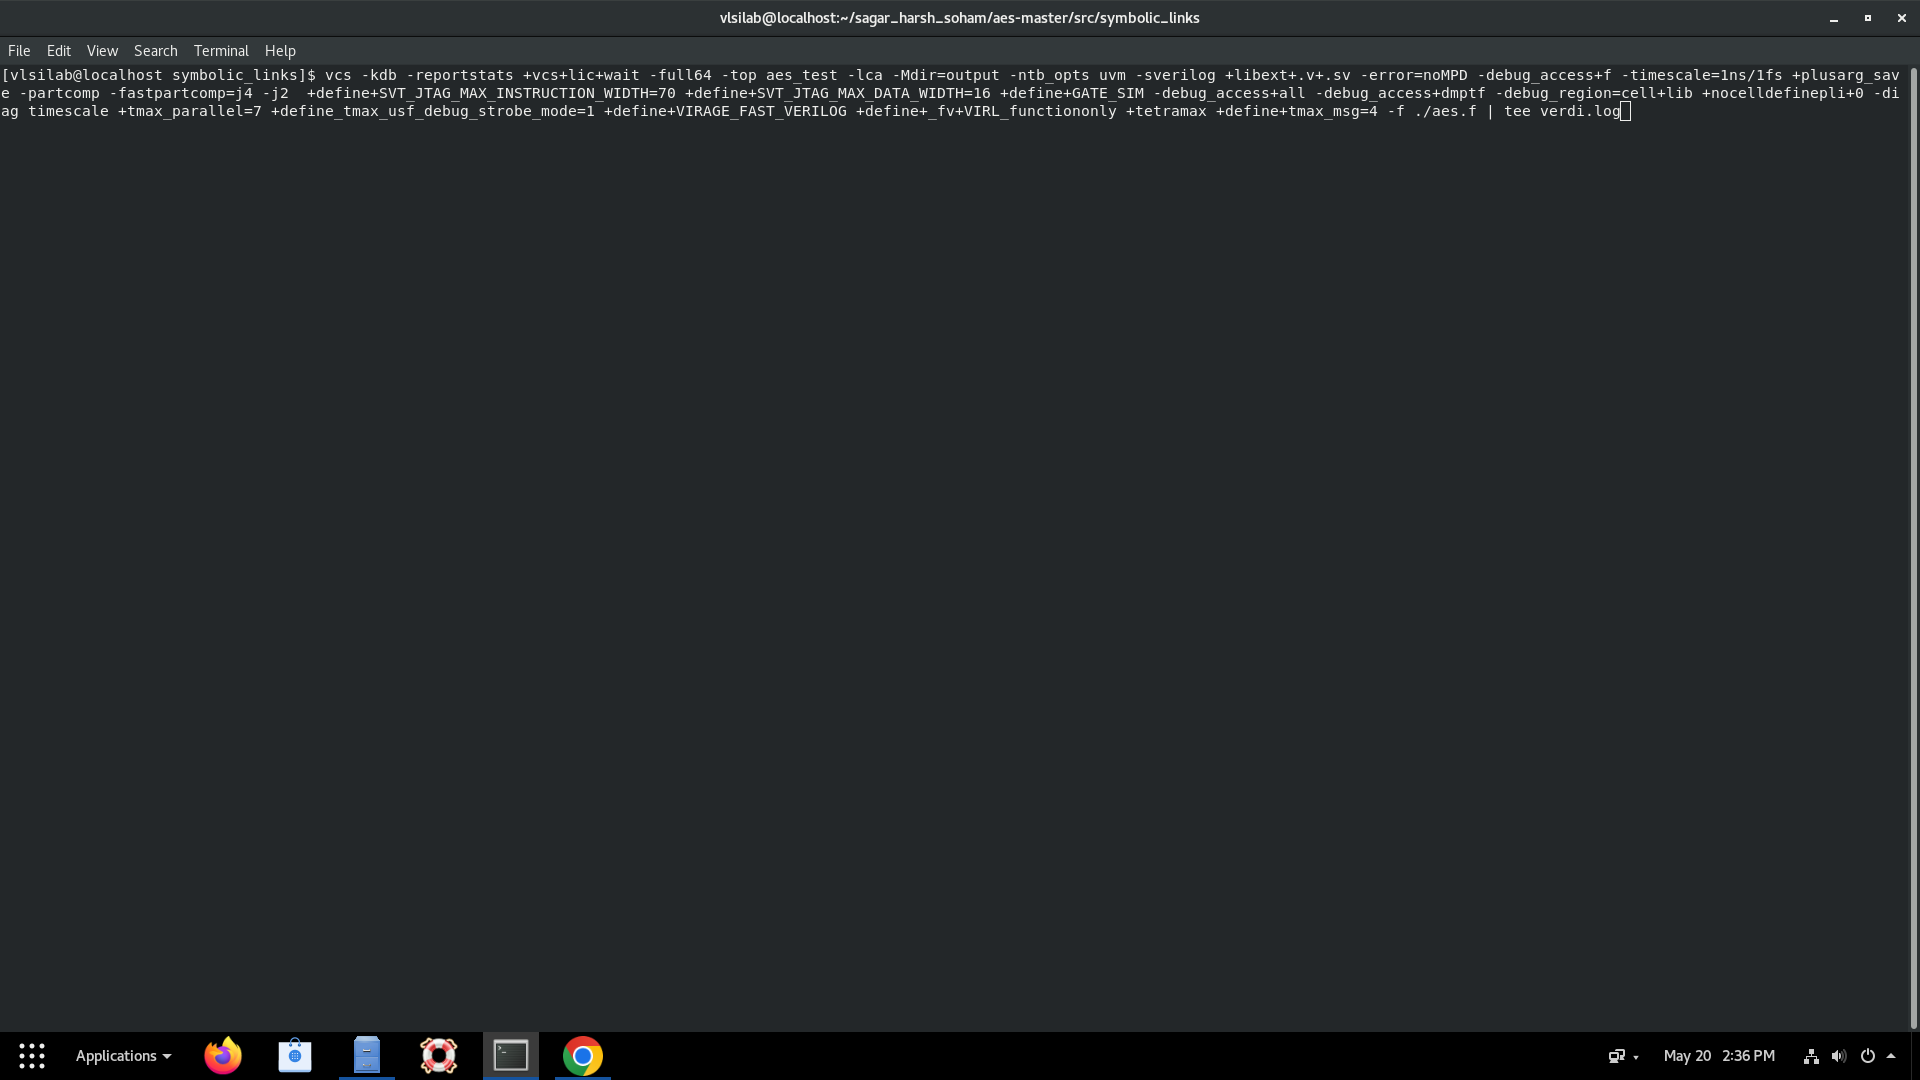 vlsilab@localhost:~/sagar_harsh_soham/aes-master/src/symbolic_links
File Edit View Search Terminal Help
[vlsilab@localhost symbolic_links]$ vcs -kdb -reportstats +vcs+lic+wait -full64 -top aes_test -lca -Mdir=output -ntb_opts uvm -sverilog +libext+.v+.sv -error=noMPD -debug_access+f -timescale=1ns/1fs +plusarg_sav
e -partcomp -fastpartcomp=j4 -j2  +define+SVT_JTAG_MAX_INSTRUCTION_WIDTH=70 +define+SVT_JTAG_MAX_DATA_WIDTH=16 +define+GATE_SIM -debug_access+all -debug_access+dmptf -debug_region=cell+lib +nocelldefinepli+0 -di
ag timescale +tmax_parallel=7 +define_tmax_usf_debug_strobe_mode=1 +define+VIRAGE_FAST_VERILOG +define+_fv+VIRL_functiononly +tetramax +define+tmax_msg=4 -f ./aes.f | tee verdi.log
Applications May 20 2:36 PM